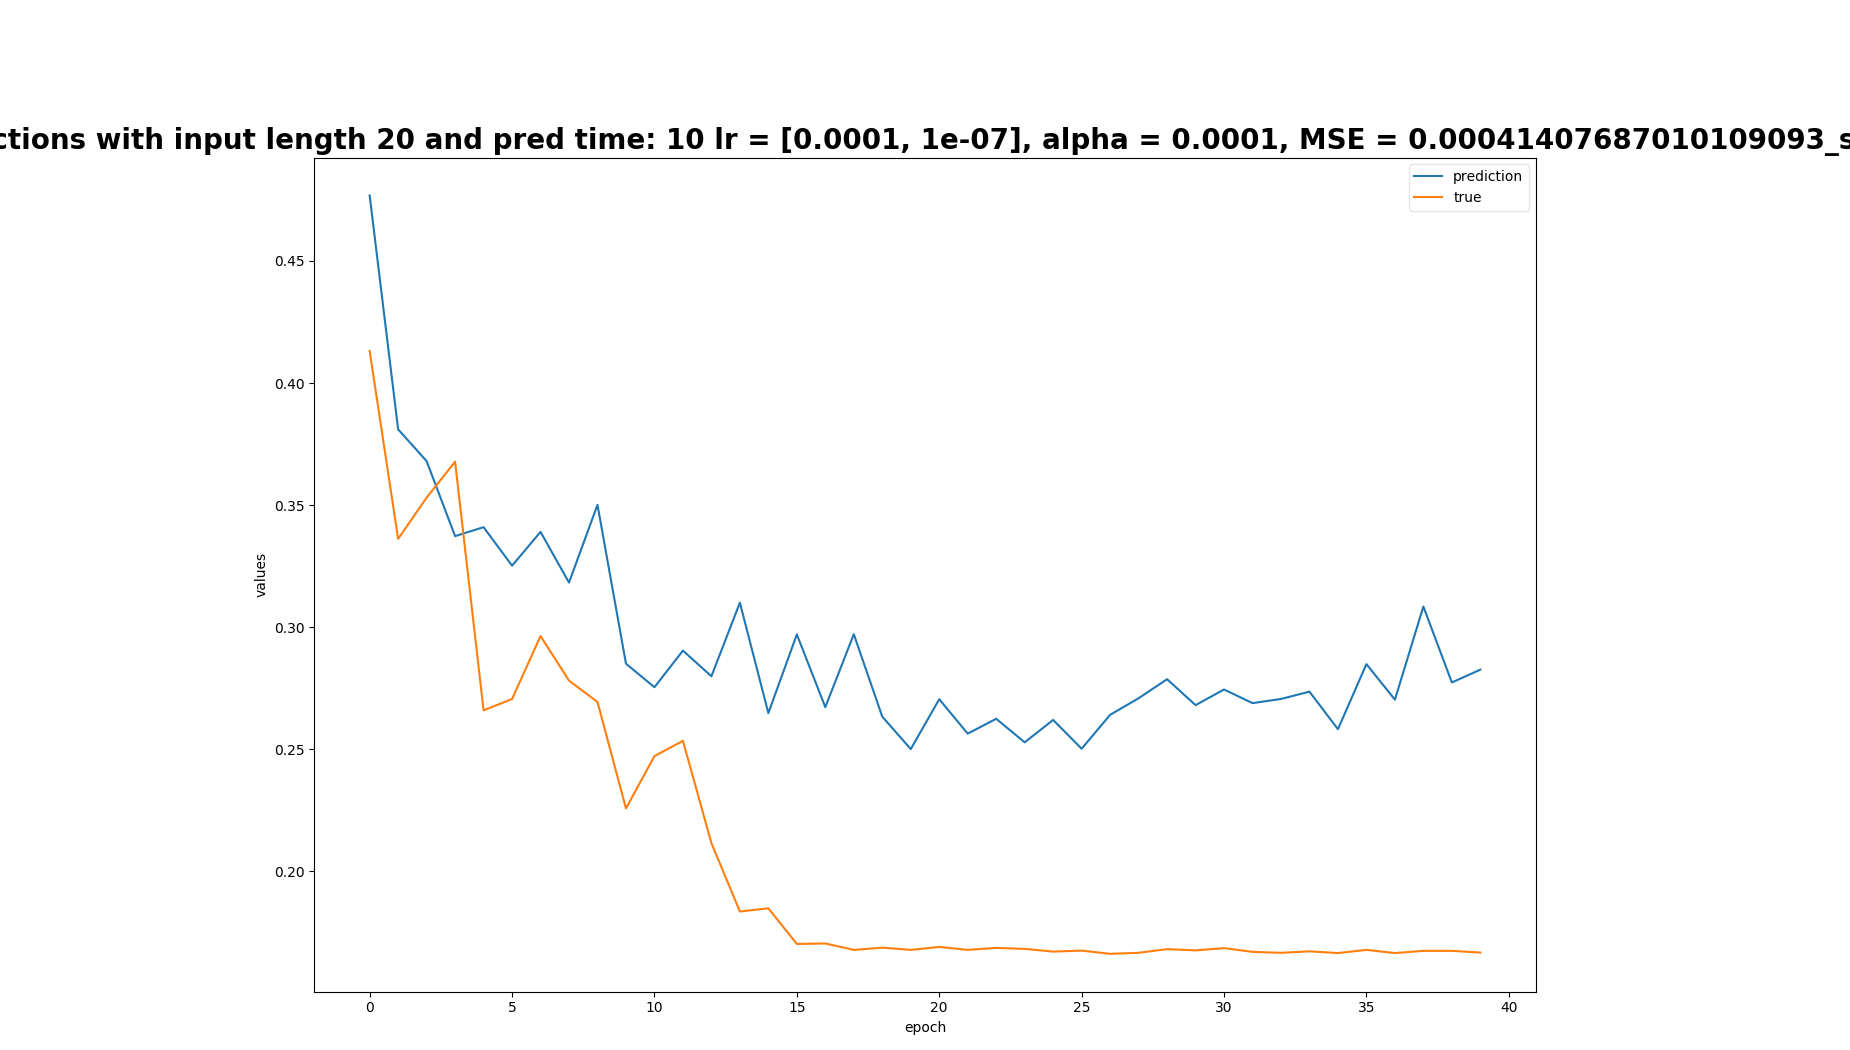 ctions with input length 20 and pred time: 10 lr = [0.0001, 1e-07], alpha = 0.0001, MSE = 0.00041407687010109093_s
prediction
true
0.45
0.40
0.35
0.30
0.25
0.20
values
0 5 10 15 20 25 30 35 40
epoch